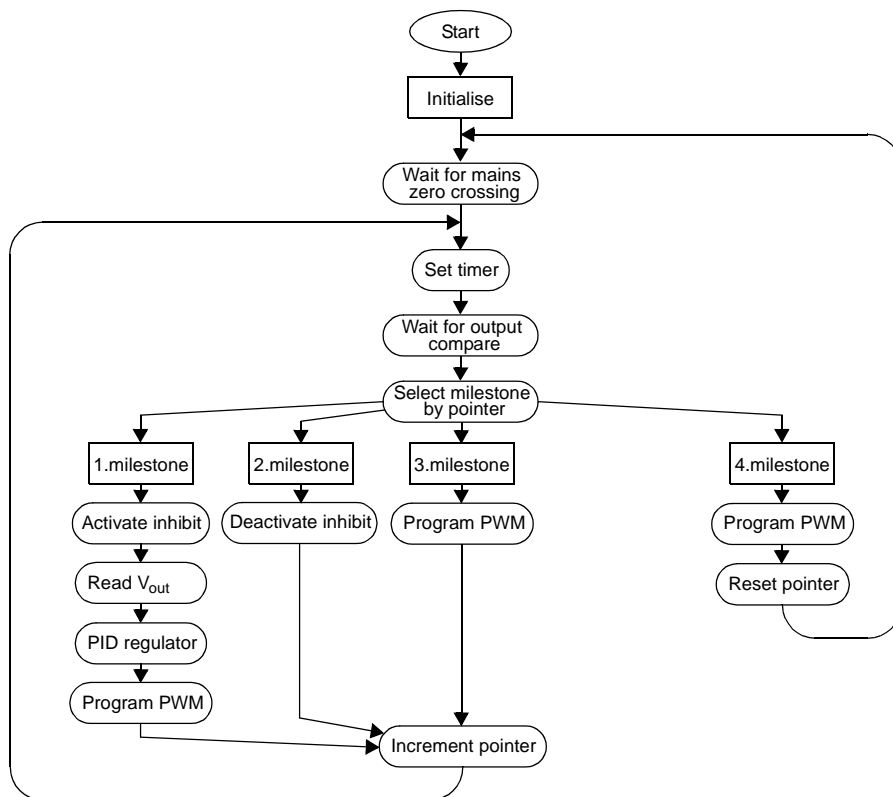 Start
Initialise
Wait for mains
zero crossing
Set timer
Wait for output
compare
Select milestone
by pointer
1.milestone
2.milestone
3.milestone
4.milestone
Activate inhibit
Deactivate inhibit
Program PWM
Program PWM
Read Vout
Reset pointer
PID regulator
Program PWM
Increment pointer